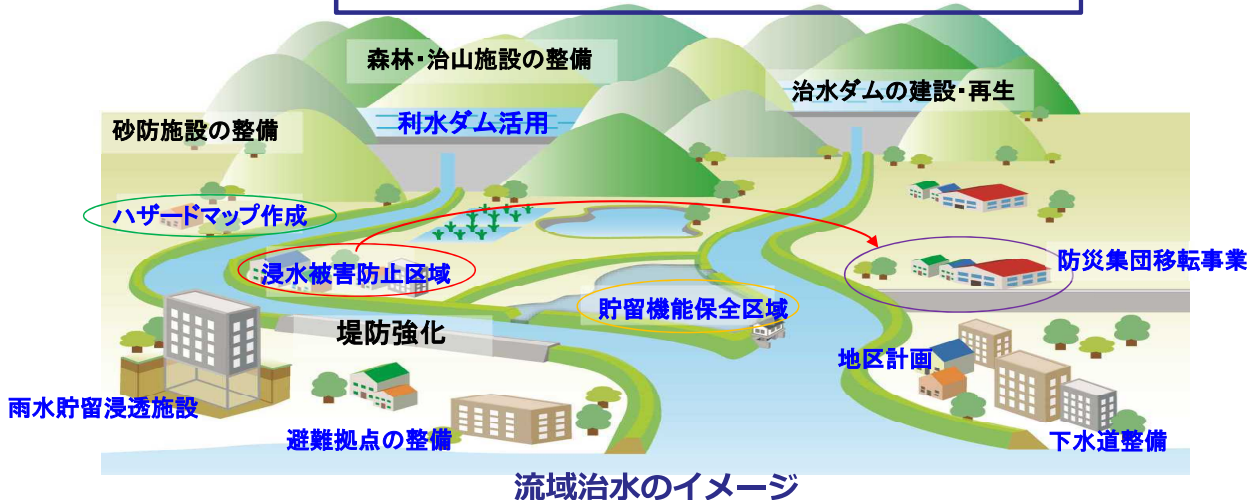 森林・治山施設の整備
治水ダムの建設・再生
利水ダム活用
砂防施設の整備
ハザードマップ作成
浸水被害防止区域
防災集団移転事業
貯留機能保全区域
堤防強化
地区計画
雨水貯留浸透施設
避難拠点の整備
下水道整備
流域治水のイメージ